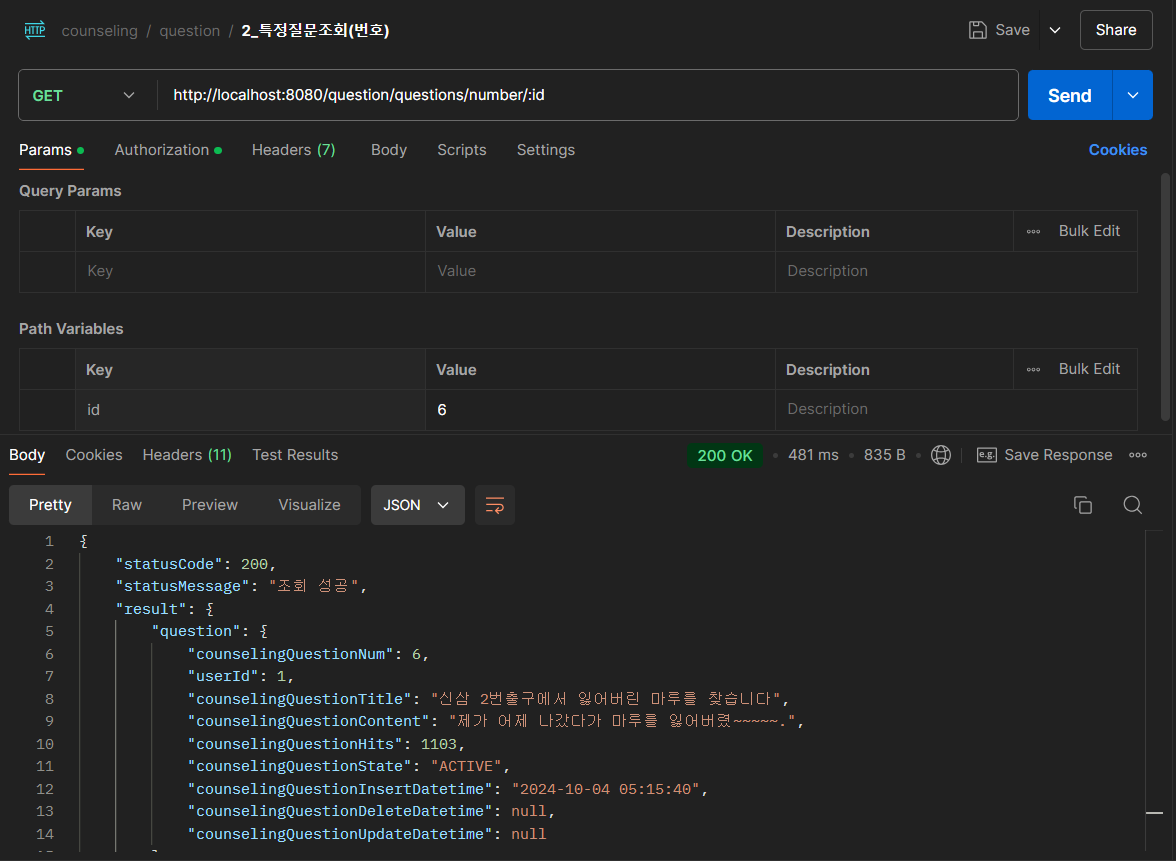 HTTP counseling / question / 2_특정질문조회(번호) Save Share
GET http://localhost:8080/question/questions/number/:id Send
Params Authorization Headers (7) Body Scripts Settings Cookies
Query Params
Key Value Description Bulk Edit
Key Value Description
Path Variables
Key Value Description Bulk Edit
id 6 Description
Body Cookies Headers (11) Test Results 200 OK 481 ms 835 B e.g. Save Response
Pretty Raw Preview Visualize JSON
1 {
2 "statusCode": 200,
3 "statusMessage": "조회 성공",
4 "result": {
5 "question": {
6 "counselingQuestionNum": 6,
7 "userId": 1,
8 "counselingQuestionTitle": "신삼 2번출구에서 잃어버린 마루를 찾습니다",
9 "counselingQuestionContent": "제가 어제 나갔다가 마루를 잃어버렸~~~~~.",
10 "counselingQuestionHits": 1103,
11 "counselingQuestionState": "ACTIVE",
12 "counselingQuestionInsertDatetime": "2024-10-04 05:15:40",
13 "counselingQuestionDeleteDatetime": null,
14 "counselingQuestionUpdateDatetime": null